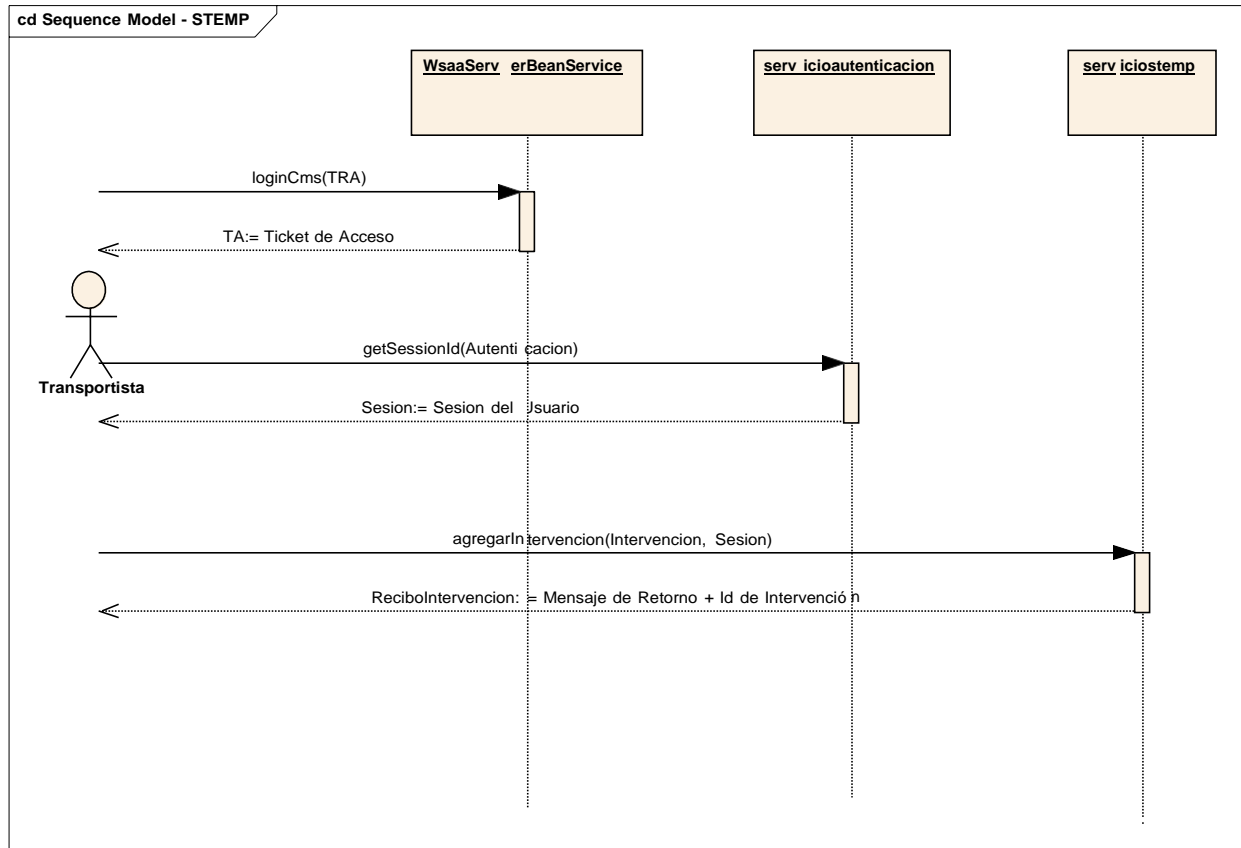 cd Sequence Model - STEMP
WsaaServ erBeanService
serv icioautenticacion
serv iciostemp
loginCms(TRA)
TA:= Ticket de Acceso
getSessionId(Autenti cacion)
Transportista
Sesion:= Sesion del Usuario
agregarIntervencion(Intervencion, Sesion)
ReciboIntervencion: = Mensaje de Retorno + Id de Intervención